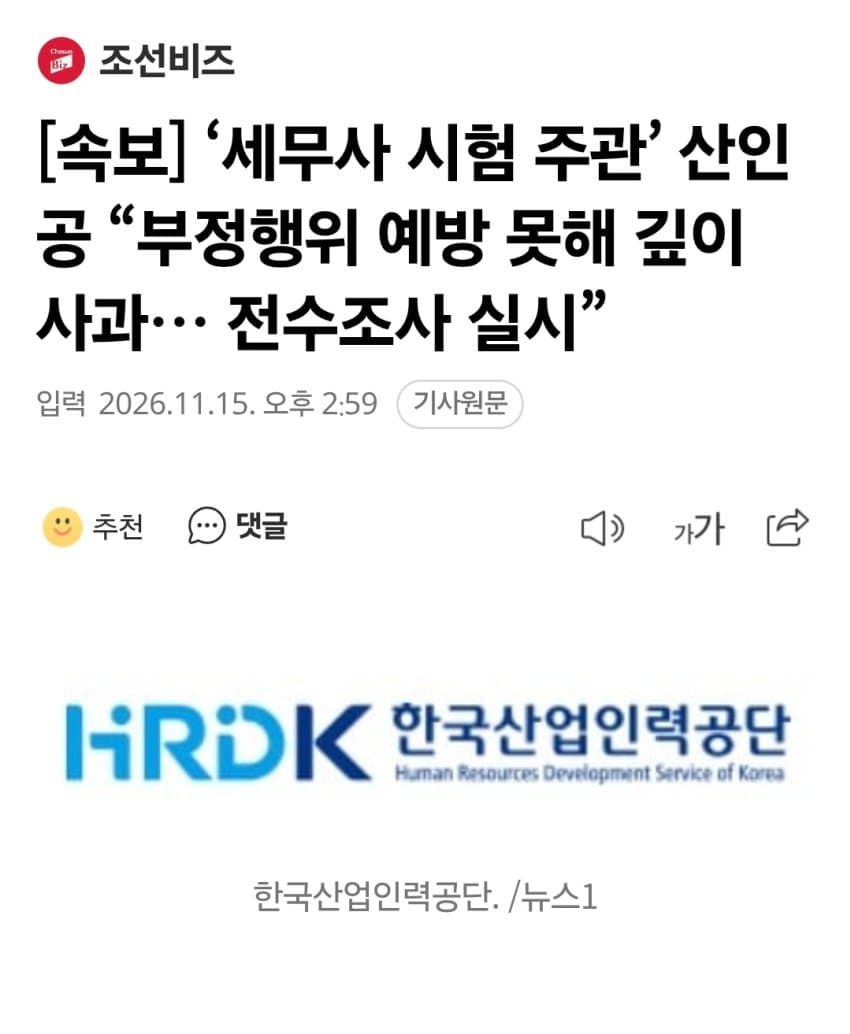 Chosun
Biz
조선비즈
[속보] ‘세무사 시험 주관’ 산인
공 “부정행위 예방 못해 깊이
사과… 전수조사 실시”
입력 2026.11.15. 오후 2:59 기사원문
추천 댓글 가가
HRDK 한국산업인력공단
Human Resources Development Service of Korea
한국산업인력공단. /뉴스1